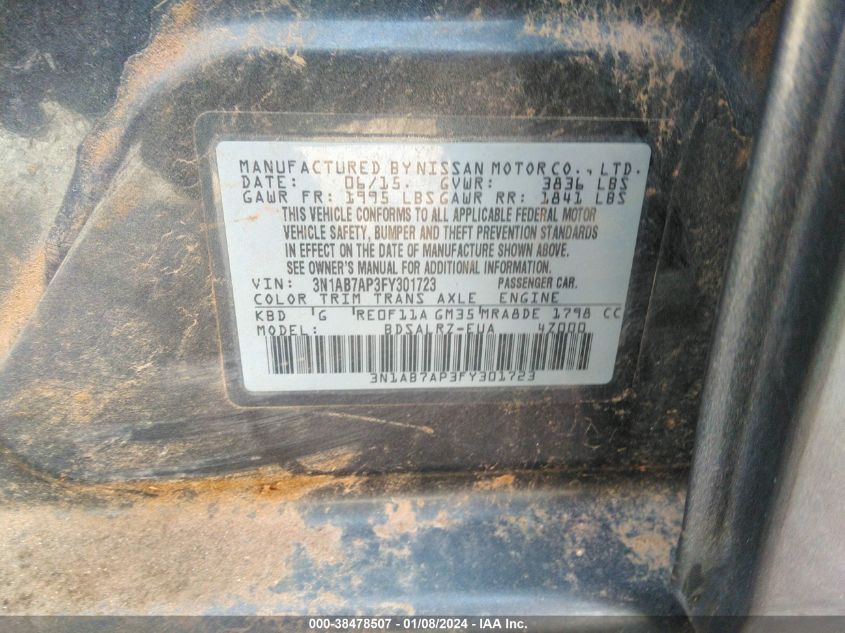 MANUFACTURED BY NISSAN MOTOR CO., LTD.
DATE: 06/15. GVWR: 3836 LBS
GAWR FR: 1995 LBS GAWR RR: 1841 LBS
THIS VEHICLE CONFORMS TO ALL APPLICABLE FEDERAL MOTOR
VEHICLE SAFETY, BUMPER AND THEFT PREVENTION STANDARDS
IN EFFECT ON THE DATE OF MANUFACTURE SHOWN ABOVE.
SEE OWNER'S MANUAL FOR ADDITIONAL INFORMATION.
VIN: 3N1AB7AP3FY301723 PASSENGER CAR.
COLOR TRIM TRANS AXLE ENGINE
KBD G RE0F11A GM35 MRA8DE 1798 CC
MODEL: BDSALRZ-EUA 4Z000
3N1AB7AP3FY301723
000-38478507 - 01/08/2024 - IAA Inc.